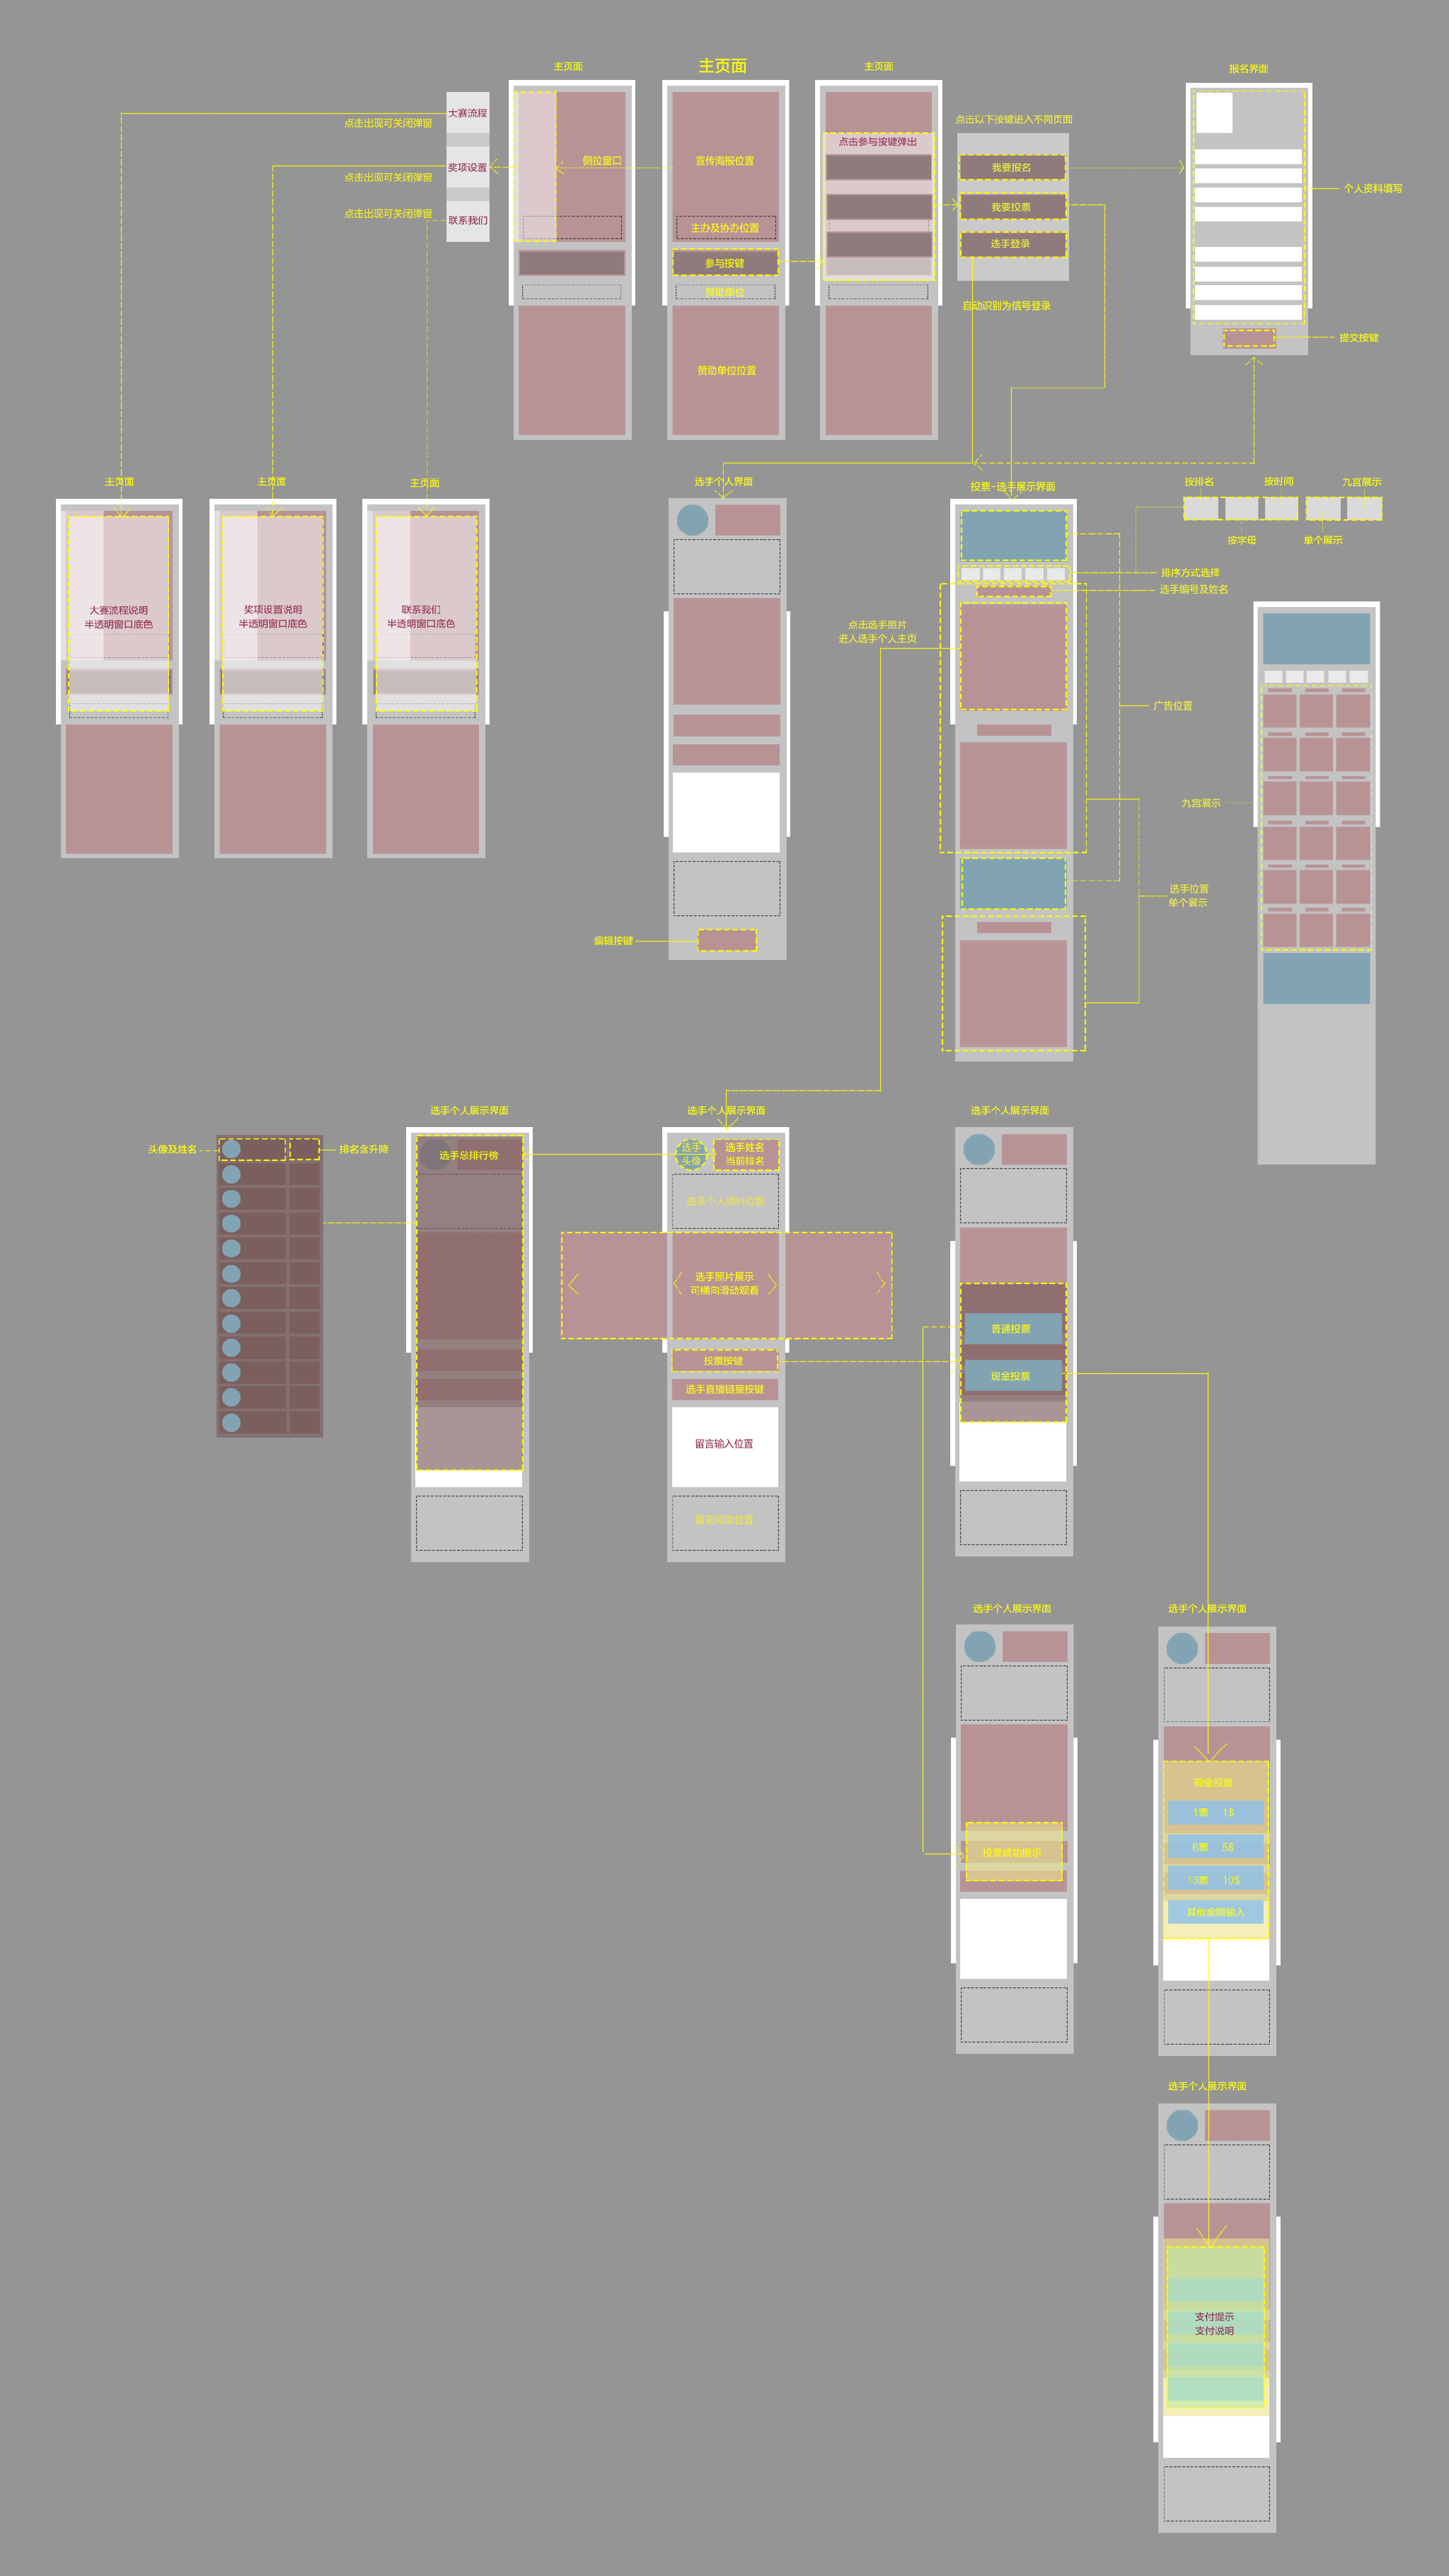 主页面
主页面
主页面
报名界面
大赛流程
点击出现可关闭弹窗
奖项设置
点击出现可关闭弹窗
联系我们
点击出现可关闭弹窗
侧拉窗口
宣传海报位置
主办及协办位置
参与按键
赞助单位
赞助单位位置
点击参与按键弹出
点击以下按键进入不同页面
我要报名
我要投票
选手登录
自动识别为信号登录
个人资料填写
提交按键
主页面
主页面
主页面
选手个人界面
投票-选手展示界面
按排名
按时间
九宫展示
按字母
单个展示
大赛流程说明
半透明窗口底色
奖项设置说明
半透明窗口底色
联系我们
半透明窗口底色
排序方式选择
选手编号及姓名
点击选手照片
进入选手个人主页
广告位置
九宫展示
选手位置
单个展示
编辑按键
选手个人展示界面
选手个人展示界面
选手个人展示界面
头像及姓名
排名含升降
选手总排行榜
选手
头像
选手姓名
当前排名
选手个人资料位置
选手照片展示
可横向滑动观看
投票按键
选手直播链接按键
留言输入位置
留言阅读位置
普通投票
现金投票
选手个人展示界面
选手个人展示界面
投票成功提示
现金投票
1票 1$
6票 5$
13票 10$
其他金额输入
选手个人展示界面
支付提示
支付说明